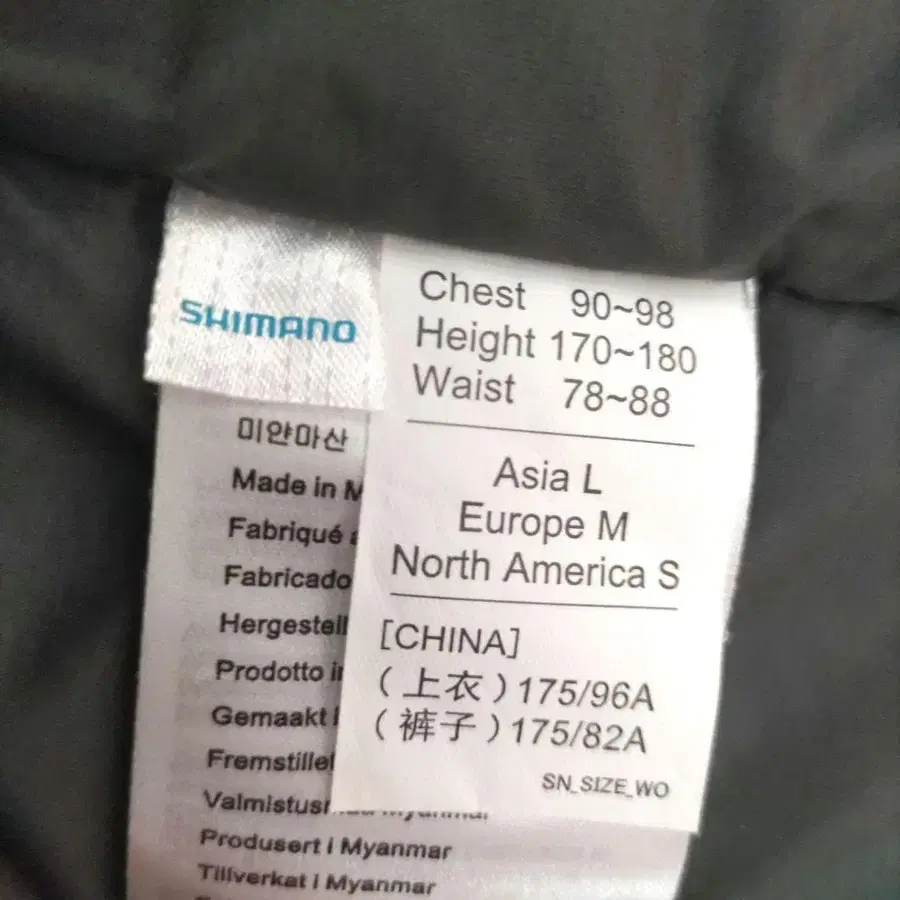 SHIMANO
Chest 90~98
Height 170~180
Waist 78~88
Asia L
Europe M
North America S
[CHINA]
(上衣)175/96A
(裤子)175/82A
SN_SIZE_WO
미얀마산
Made in M
Fabriqué
Fabricado
Hergestell
Prodotto i
Gemaakt
Fremstillel
Valmistus
Produsert i Myanmar
Tillverkat i Myanmar